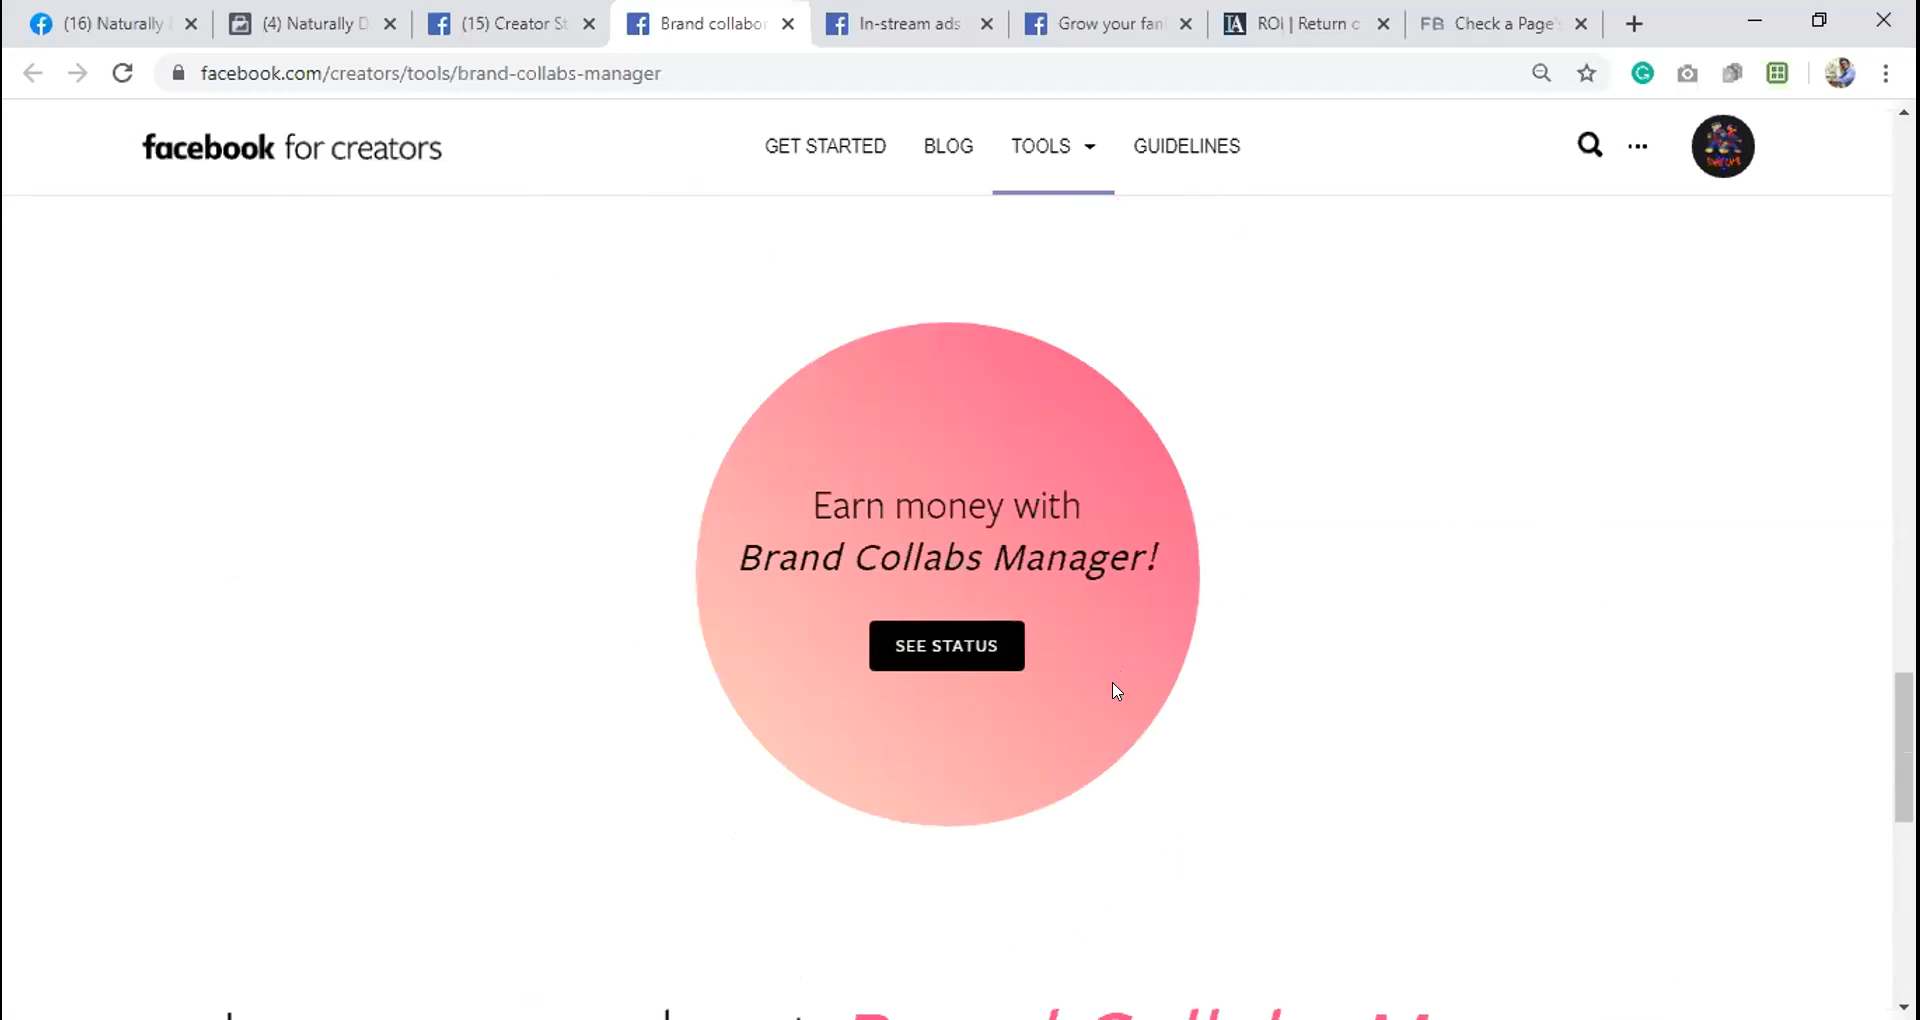 (16) Naturally
(4) Naturally D
(15) Creator St
Brand collabor
In-stream ads
Grow your fan
ROI | Return o
FB Check a Page's
facebook.com/creators/tools/brand-collabs-manager
facebook for creators
GET STARTED
BLOG
TOOLS
GUIDELINES
Earn money with
Brand Collabs Manager!
SEE STATUS